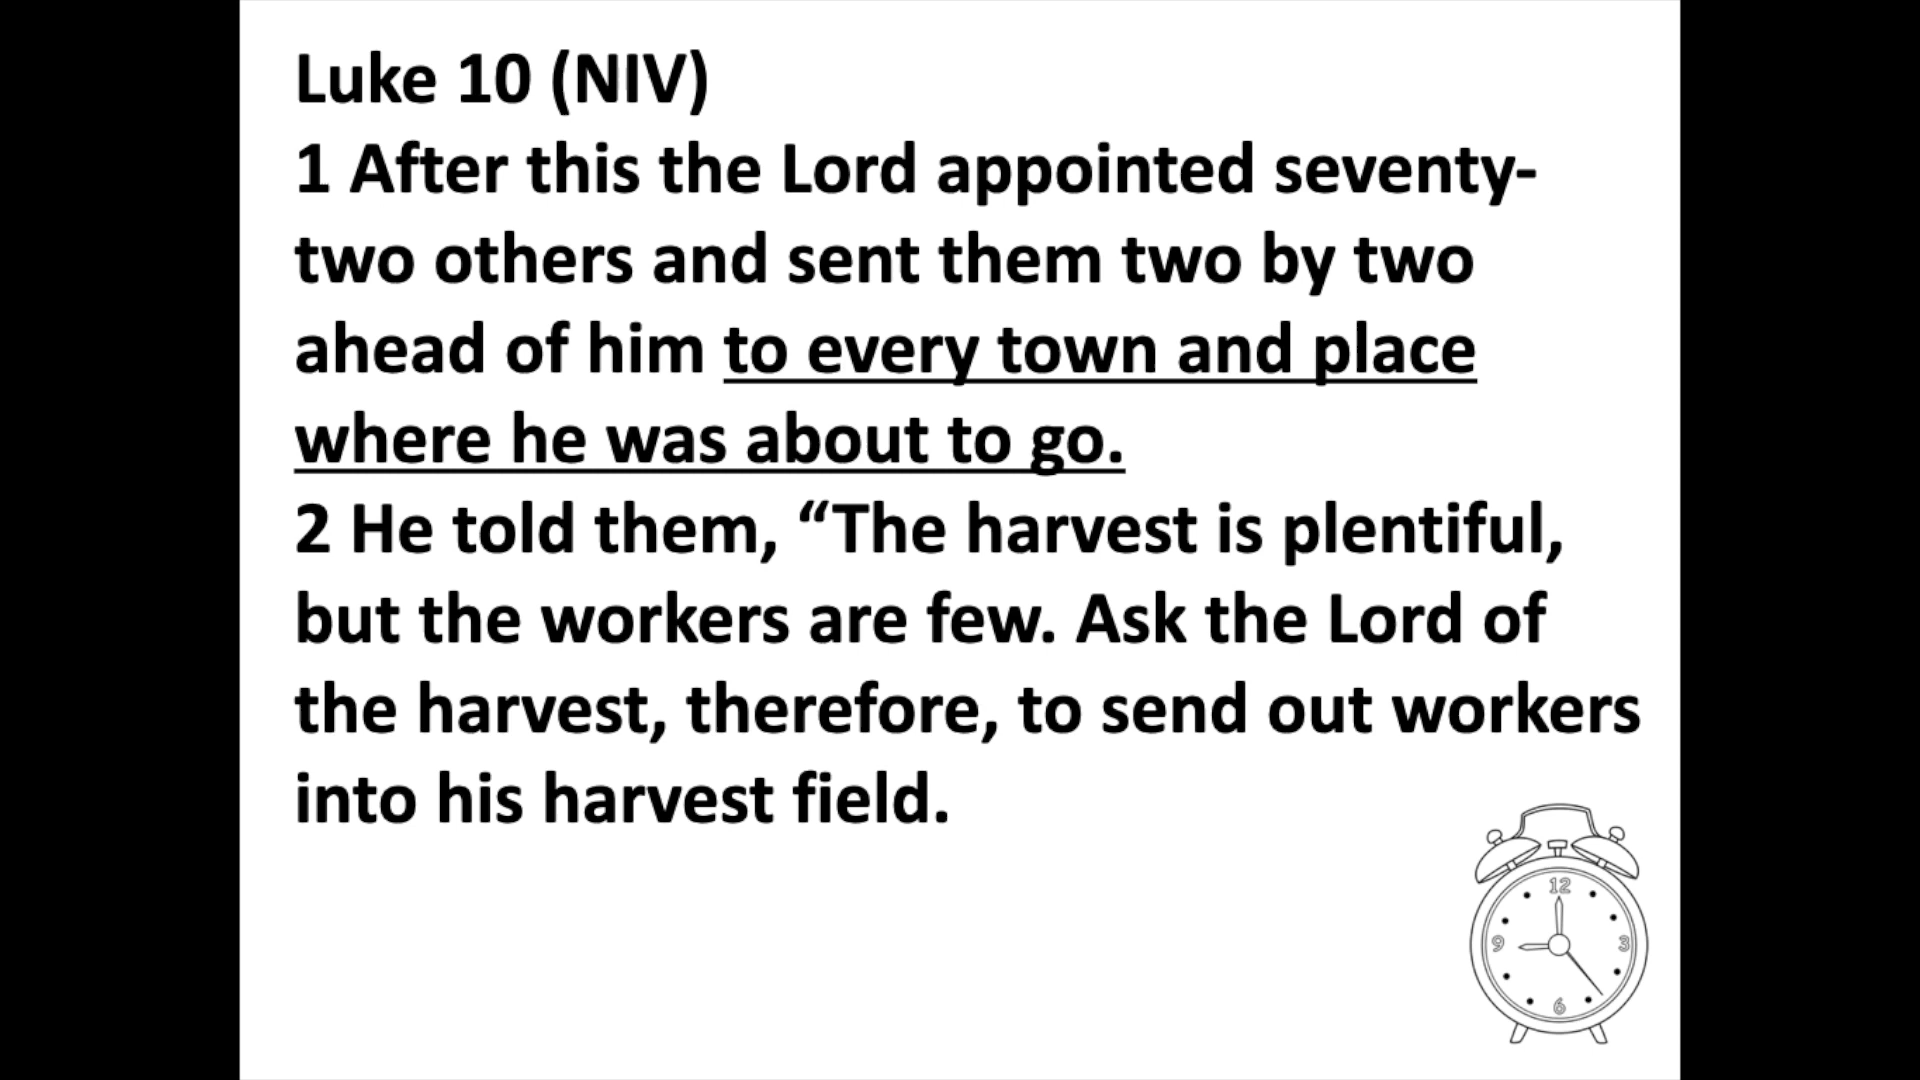 Luke 10 (NIV)
1 After this the Lord appointed seventy-
two others and sent them two by two
ahead of him to every town and place
where he was about to go.
2 He told them, “The harvest is plentiful,
but the workers are few. Ask the Lord of
the harvest, therefore, to send out workers
into his harvest field.
12
9 3
6